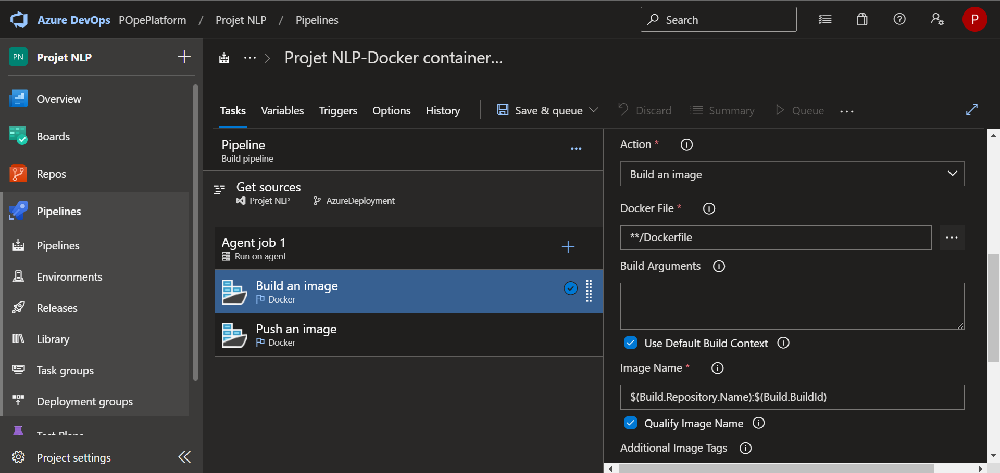 Azure DevOps POpePlatform / Projet NLP / Pipelines
Search
P
PN Projet NLP
Overview
Boards
Repos
Pipelines
Pipelines
Environments
Releases
Library
Task groups
Deployment groups
Test Plans
Project settings
... > Projet NLP-Docker container...
Tasks Variables Triggers Options History Save & queue Discard Summary Queue ...
Pipeline
Build pipeline
Get sources
Projet NLP AzureDeployment
Agent job 1
Run on agent
Build an image
Docker
Push an image
Docker
Action *
Build an image
Docker File *
**/Dockerfile
Build Arguments
Use Default Build Context
Image Name *
$(Build.Repository.Name):$(Build.BuildId)
Qualify Image Name
Additional Image Tags